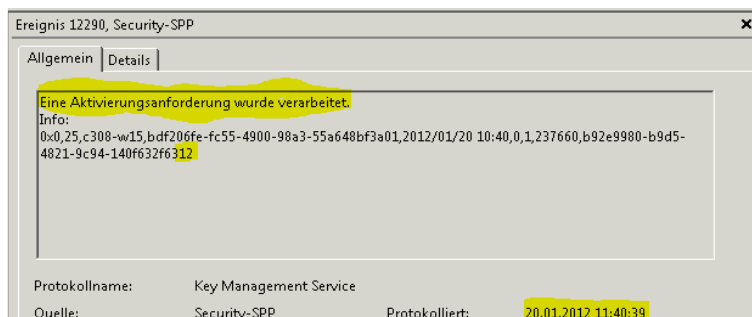 Ereignis 12290, Security-SPP
Allgemein Details
Eine Aktivierungsanforderung wurde verarbeitet.
Info:
0x0,25,c308-w15,bdf206fe-fc55-4900-98a3-55a648bf3a01,2012/01/20 10:40,0,1,237660,b92e9980-b9d5-
4821-9c94-140f632f6312
Protokollname: Key Management Service
Quelle: Security-SPP Protokolliert: 20.01.2012 11:40:39